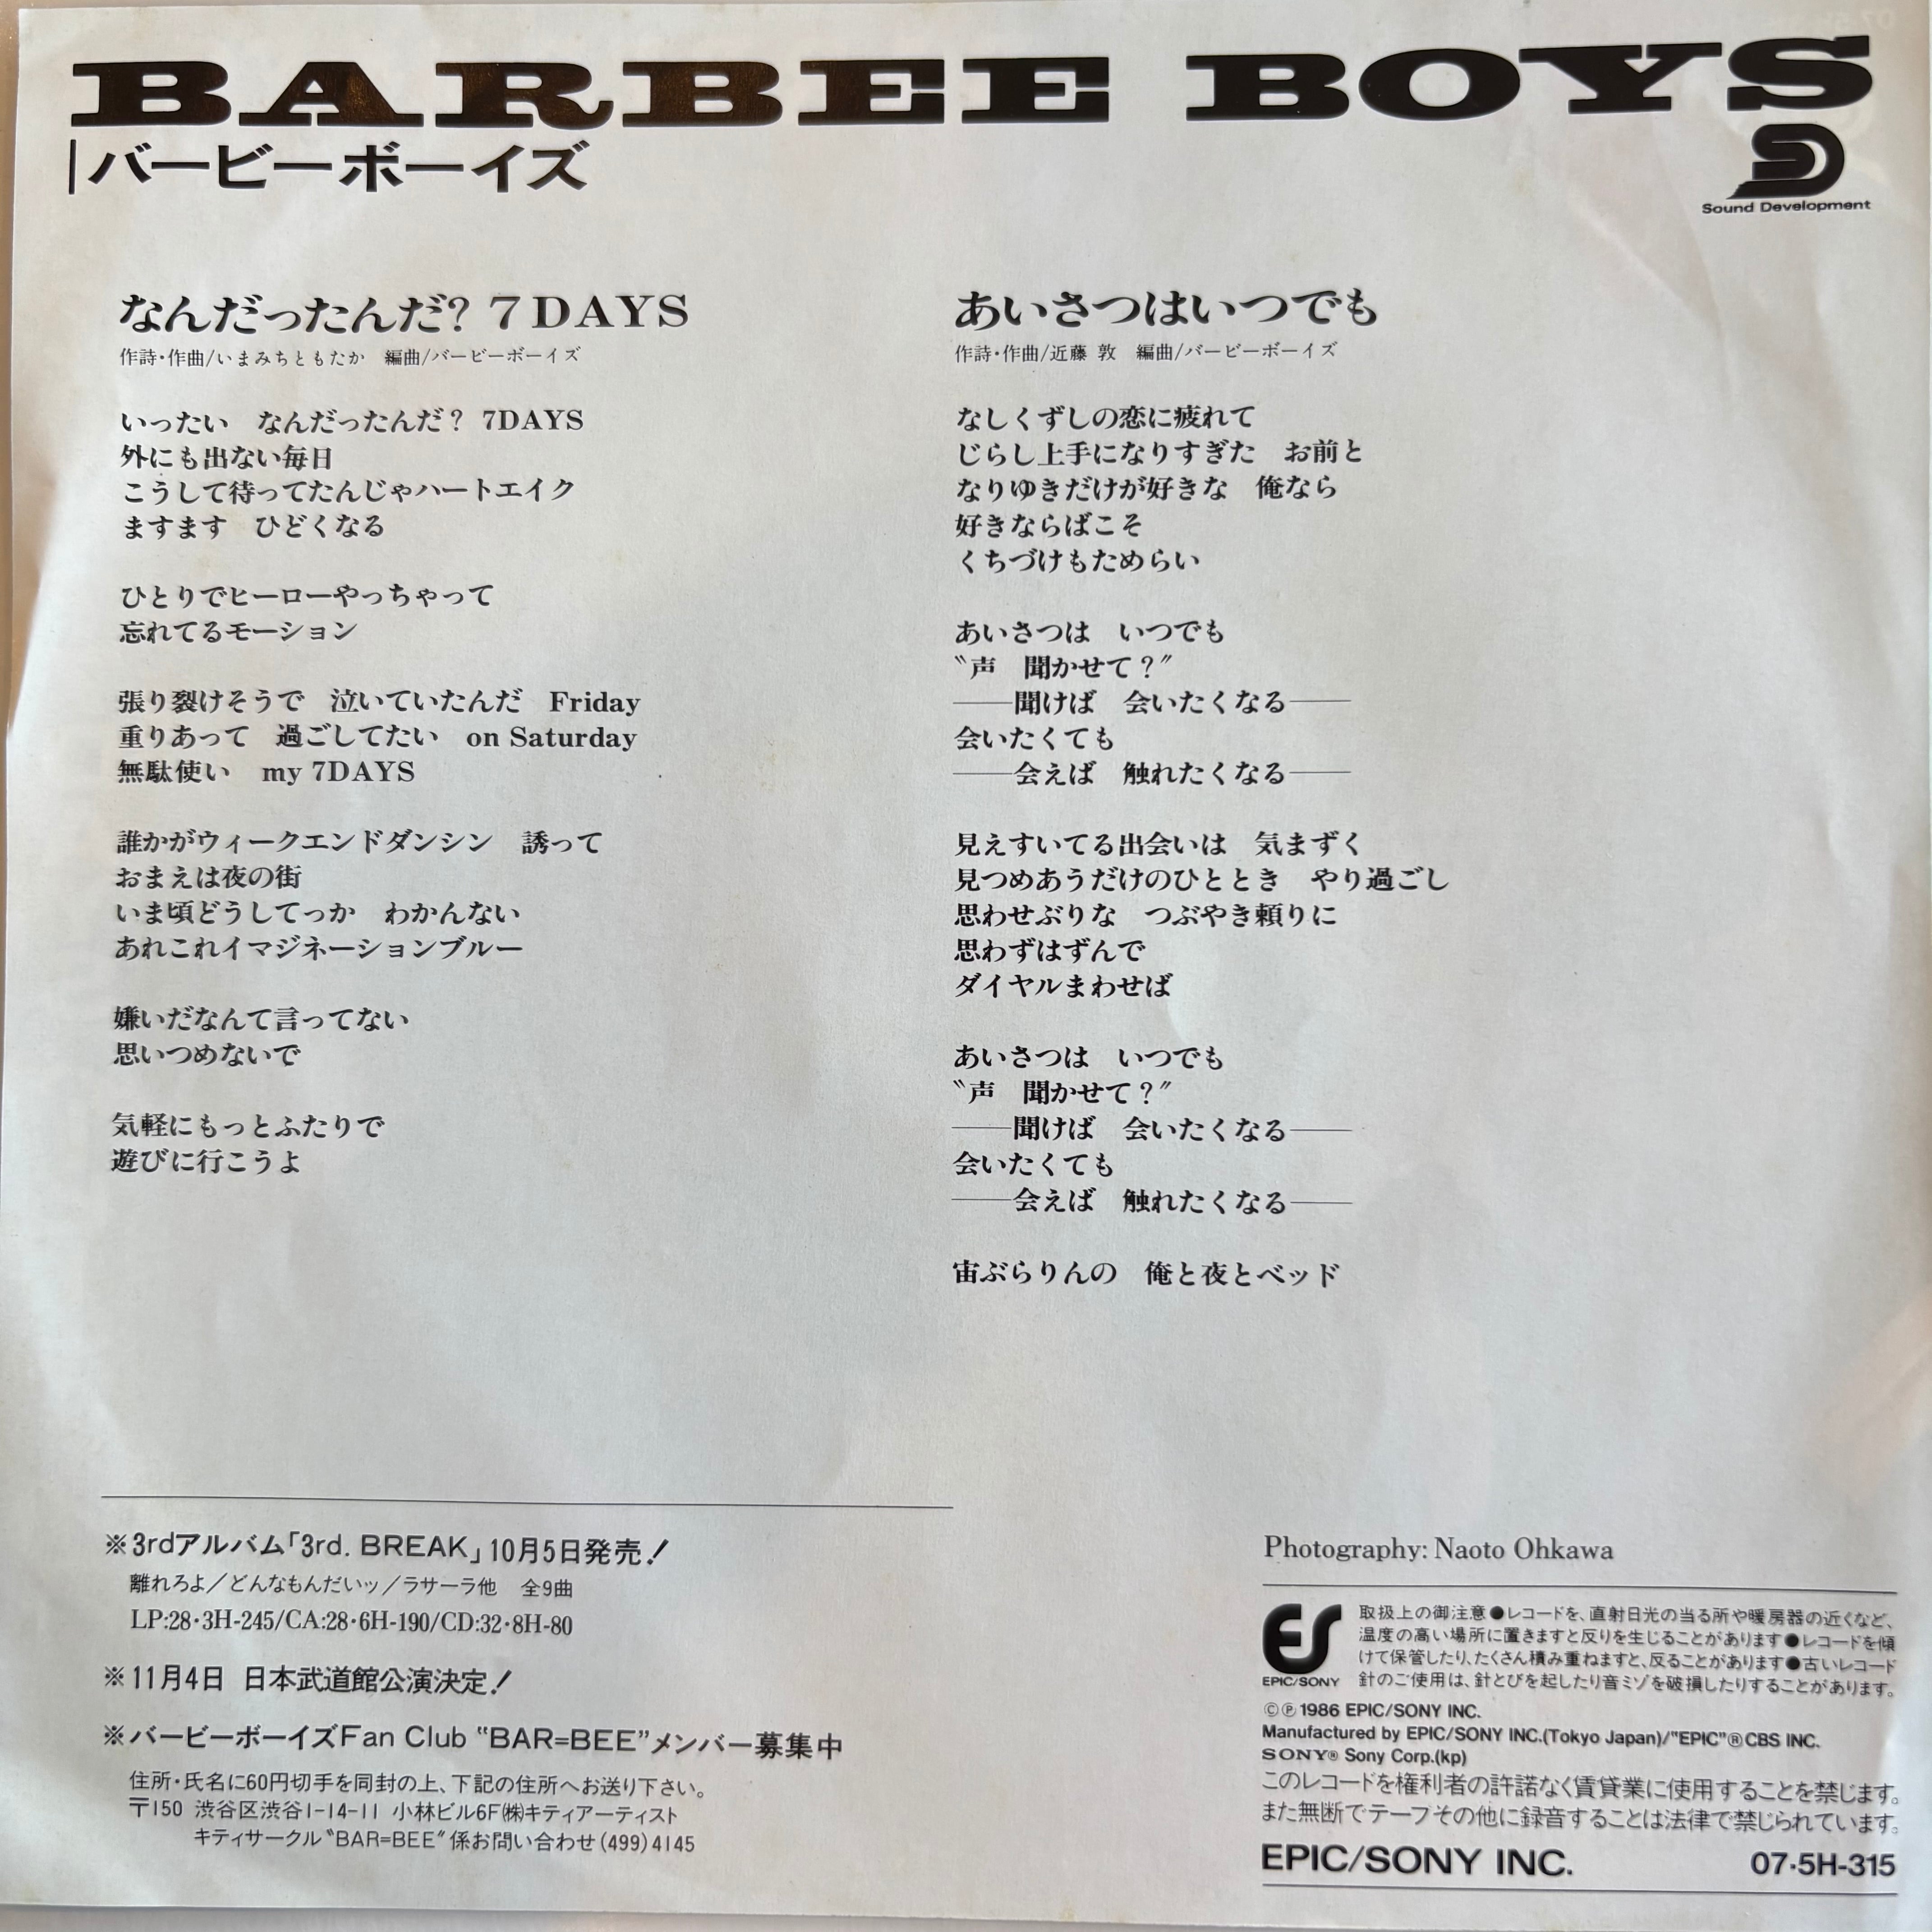 BARBEE BOYS
バービーボーイズ
Sound Development
なんだったんだ? 7DAYS
作詩・作曲/いまみちともたか 編曲/バービーボーイズ
いったい なんだったんだ? 7DAYS
外にも出ない毎日
こうして待ってたんじゃハートエイク
ますます ひどくなる
ひとりでヒーローやっちゃって
忘れてるモーション
張り裂けそうで 泣いていたんだ Friday
重りあって 過ごしてたい on Saturday
無駄使い my 7DAYS
誰かがウィークエンドダンシン 誘って
おまえは夜の街
いま頃どうしてっか わかんない
あれこれイマジネーションブルー
嫌いだなんて言ってない
思いつめないで
気軽にもっとふたりで
遊びに行こうよ
あいさつはいつでも
作詩・作曲/近藤 敦 編曲/バービーボーイズ
なしくずしの恋に疲れて
じらし上手になりすぎた お前と
なりゆきだけが好きな 俺なら
好きならばこそ
くちづけもためらい
あいさつは いつでも
〝声 聞かせて?〞
——聞けば 会いたくなる——
会いたくても
——会えば 触れたくなる——
見えすいてる出会いは 気まずく
見つめあうだけのひととき やり過ごし
思わせぶりな つぶやき頼りに
思わずはずんで
ダイヤルまわせば
あいさつは いつでも
〝声 聞かせて?〞
——聞けば 会いたくなる——
会いたくても
——会えば 触れたくなる——
宙ぶらりんの 俺と夜とベッド
※3rdアルバム「3rd. BREAK」10月5日発売!
離れろよ/どんなもんだいッ/ラサーラ他 全9曲
LP:28・3H-245/CA:28・6H-190/CD:32・8H-80
※11月4日 日本武道館公演決定!
※バービーボーイズFan Club “BAR=BEE”メンバー募集中
住所・氏名に60円切手を同封の上、下記の住所へお送り下さい。
〒150 渋谷区渋谷1-14-11 小林ビル6F(株)キティアーティスト
キティサークル〝BAR=BEE〞係お問い合わせ(499)4145
Photography: Naoto Ohkawa
ES
EPIC/SONY
取扱上の御注意●レコードを、直射日光の当る所や暖房器の近くなど、
温度の高い場所に置きますと反りを生じることがあります●レコードを傾
けて保管したり、たくさん積み重ねますと、反ることがあります●古いレコード
針のご使用は、針とびを起したり音ミゾを破損したりすることがあります。
©℗1986 EPIC/SONY INC.
Manufactured by EPIC/SONY INC.(Tokyo Japan)/"EPIC"®CBS INC.
SONY® Sony Corp.(kp)
このレコードを権利者の許諾なく賃貸業に使用することを禁じます。
また無断でテープその他に録音することは法律で禁じられています。
EPIC/SONY INC. 07・5H-315